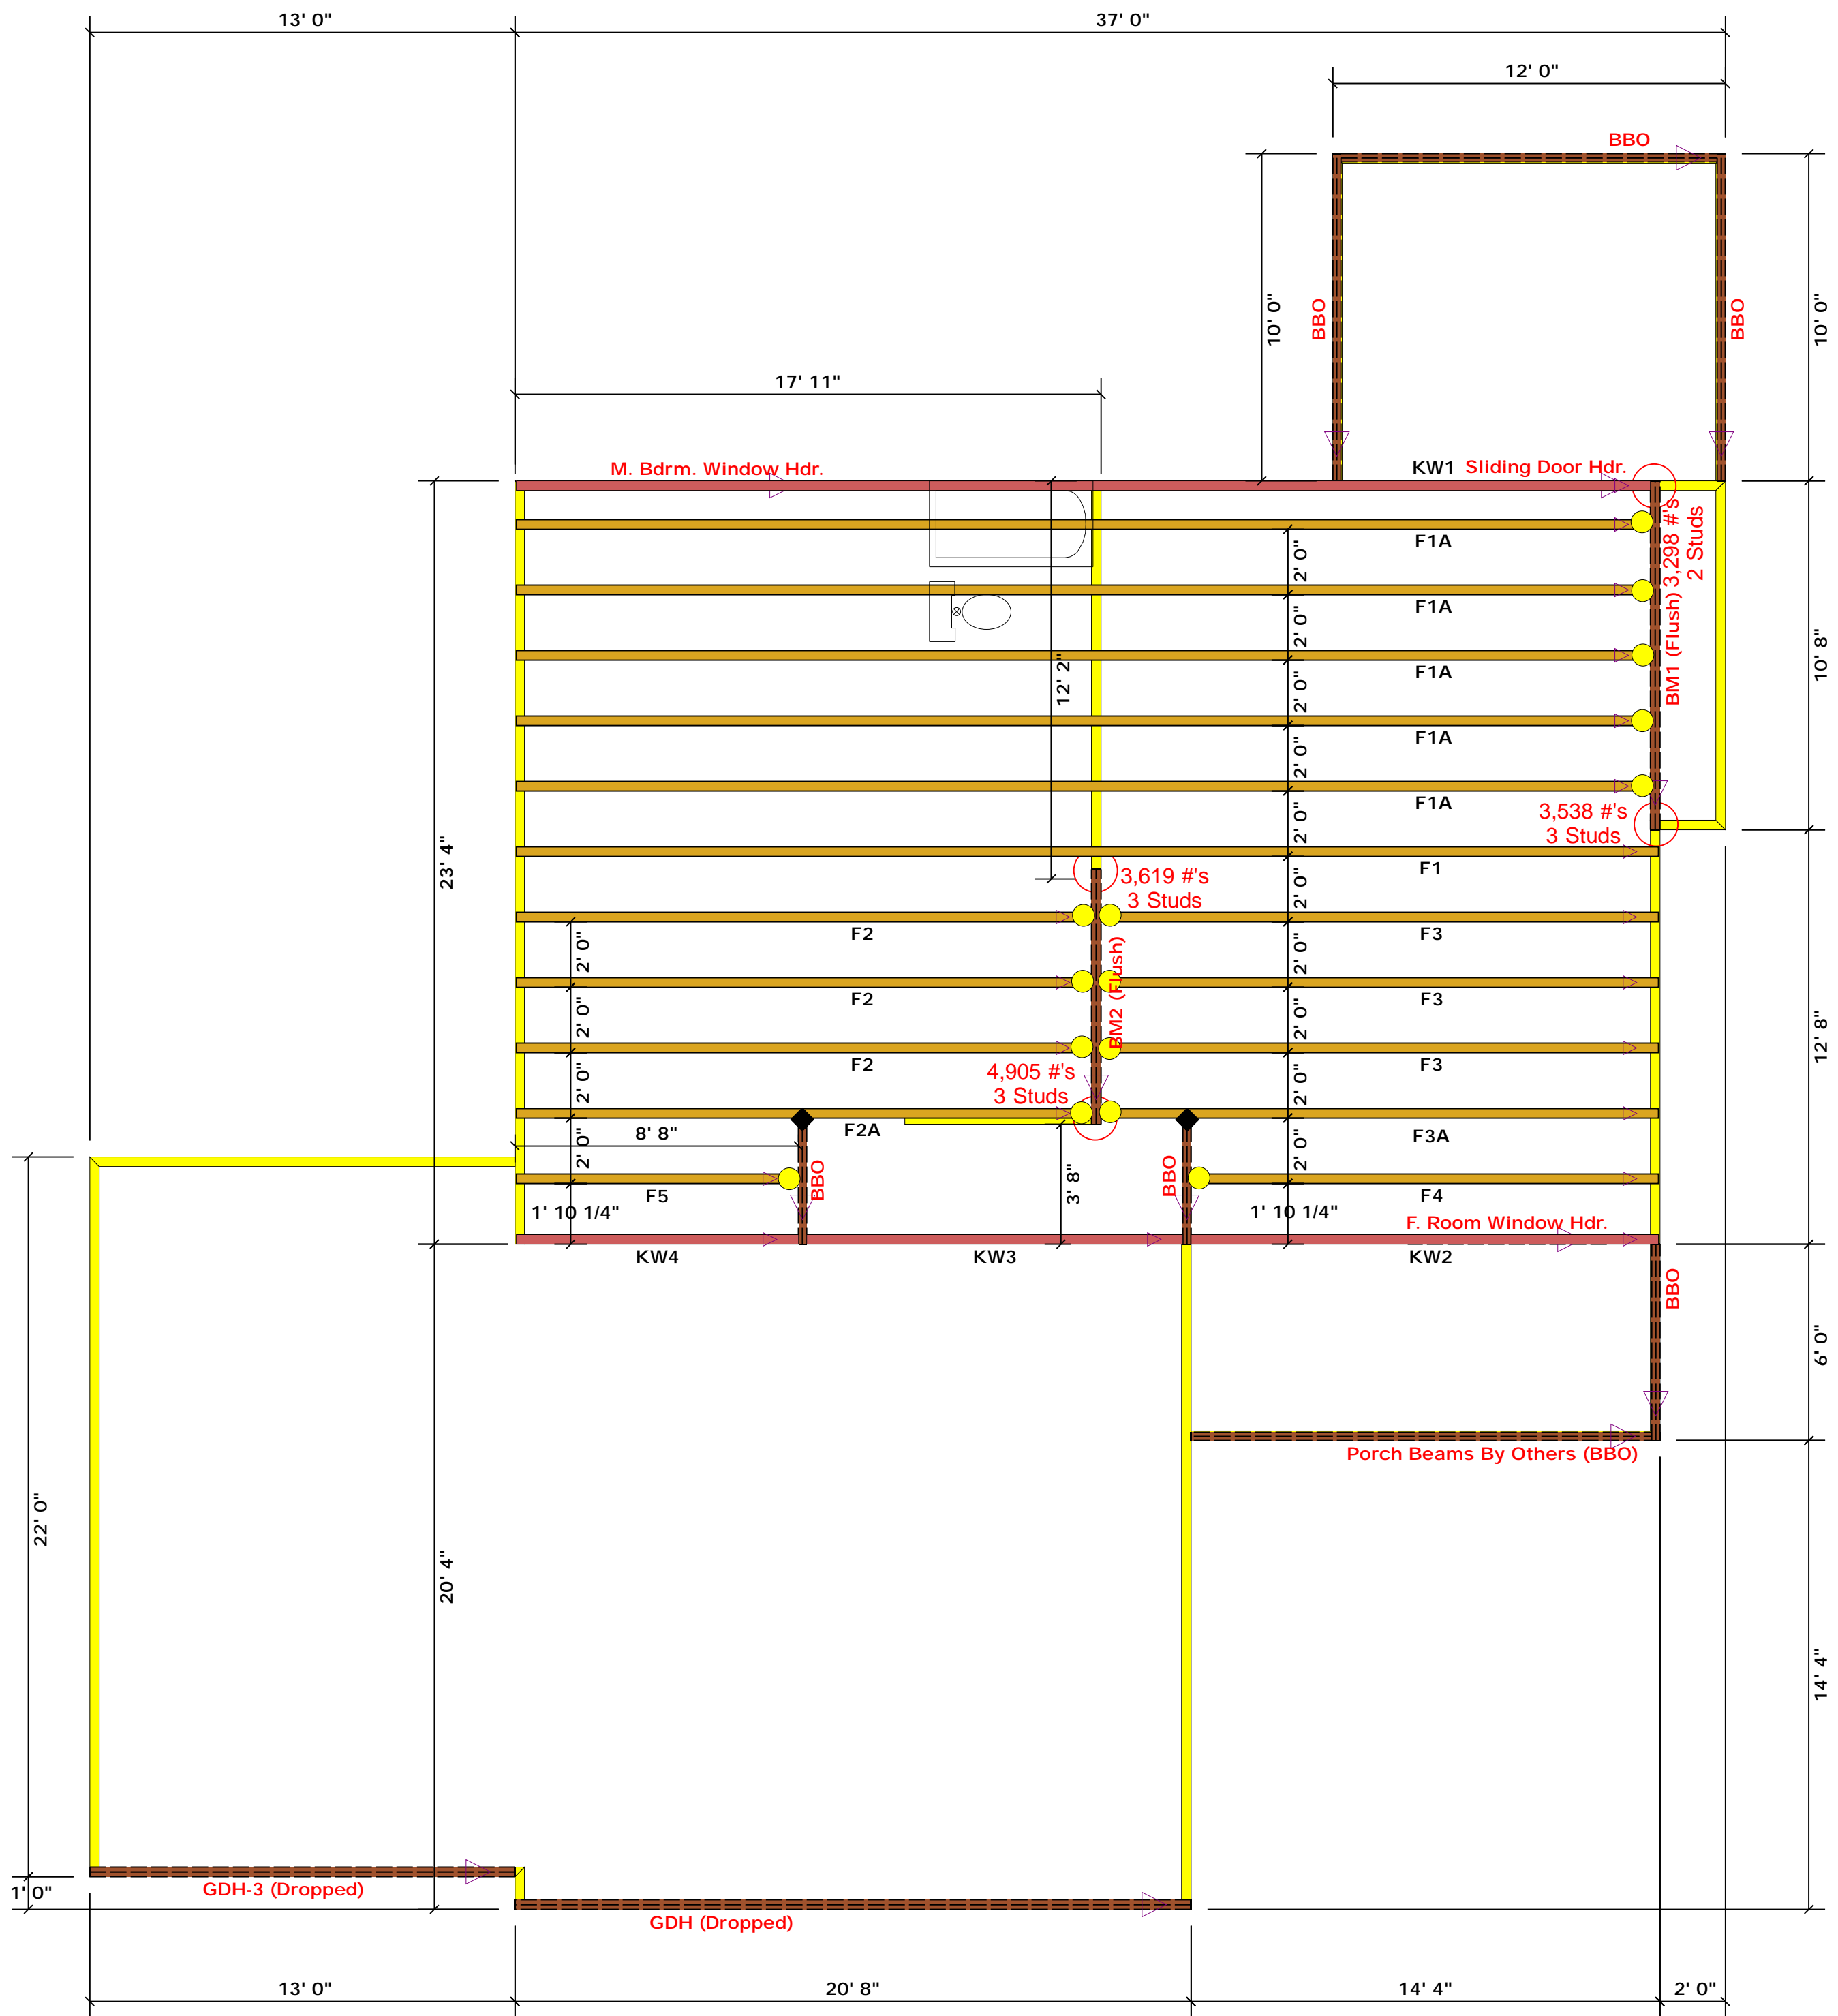 13' 0"
37' 0"
12' 0"
BBO
10' 0"
BBO
BBO
10' 0"
17' 11"
M. Bdrm. Window Hdr.
KW1
Sliding Door Hdr.
F1A
2' 0"
F1A
2' 0"
F1A
2' 0"
F1A
2' 0"
F1A
2' 0"
12' 2"
BM1 (Flush)
3,298 #'s
2 Studs
10' 8"
3,538 #'s
3 Studs
23' 4"
F1
2' 0"
3,619 #'s
3 Studs
F2
F3
2' 0"
2' 0"
F2
F3
BM2 (Flush)
2' 0"
2' 0"
F2
F3
12' 8"
4,905 #'s
3 Studs
2' 0"
2' 0"
F2A
F3A
8' 8"
2' 0"
2' 0"
BBO
BBO
3' 8"
F5
F4
1' 10 1/4"
1' 10 1/4"
F. Room Window Hdr.
KW4
KW3
KW2
BBO
6' 0"
Porch Beams By Others (BBO)
22' 0"
20' 4"
14' 4"
1' 0"
GDH-3 (Dropped)
GDH (Dropped)
13' 0"
20' 8"
14' 4"
2' 0"